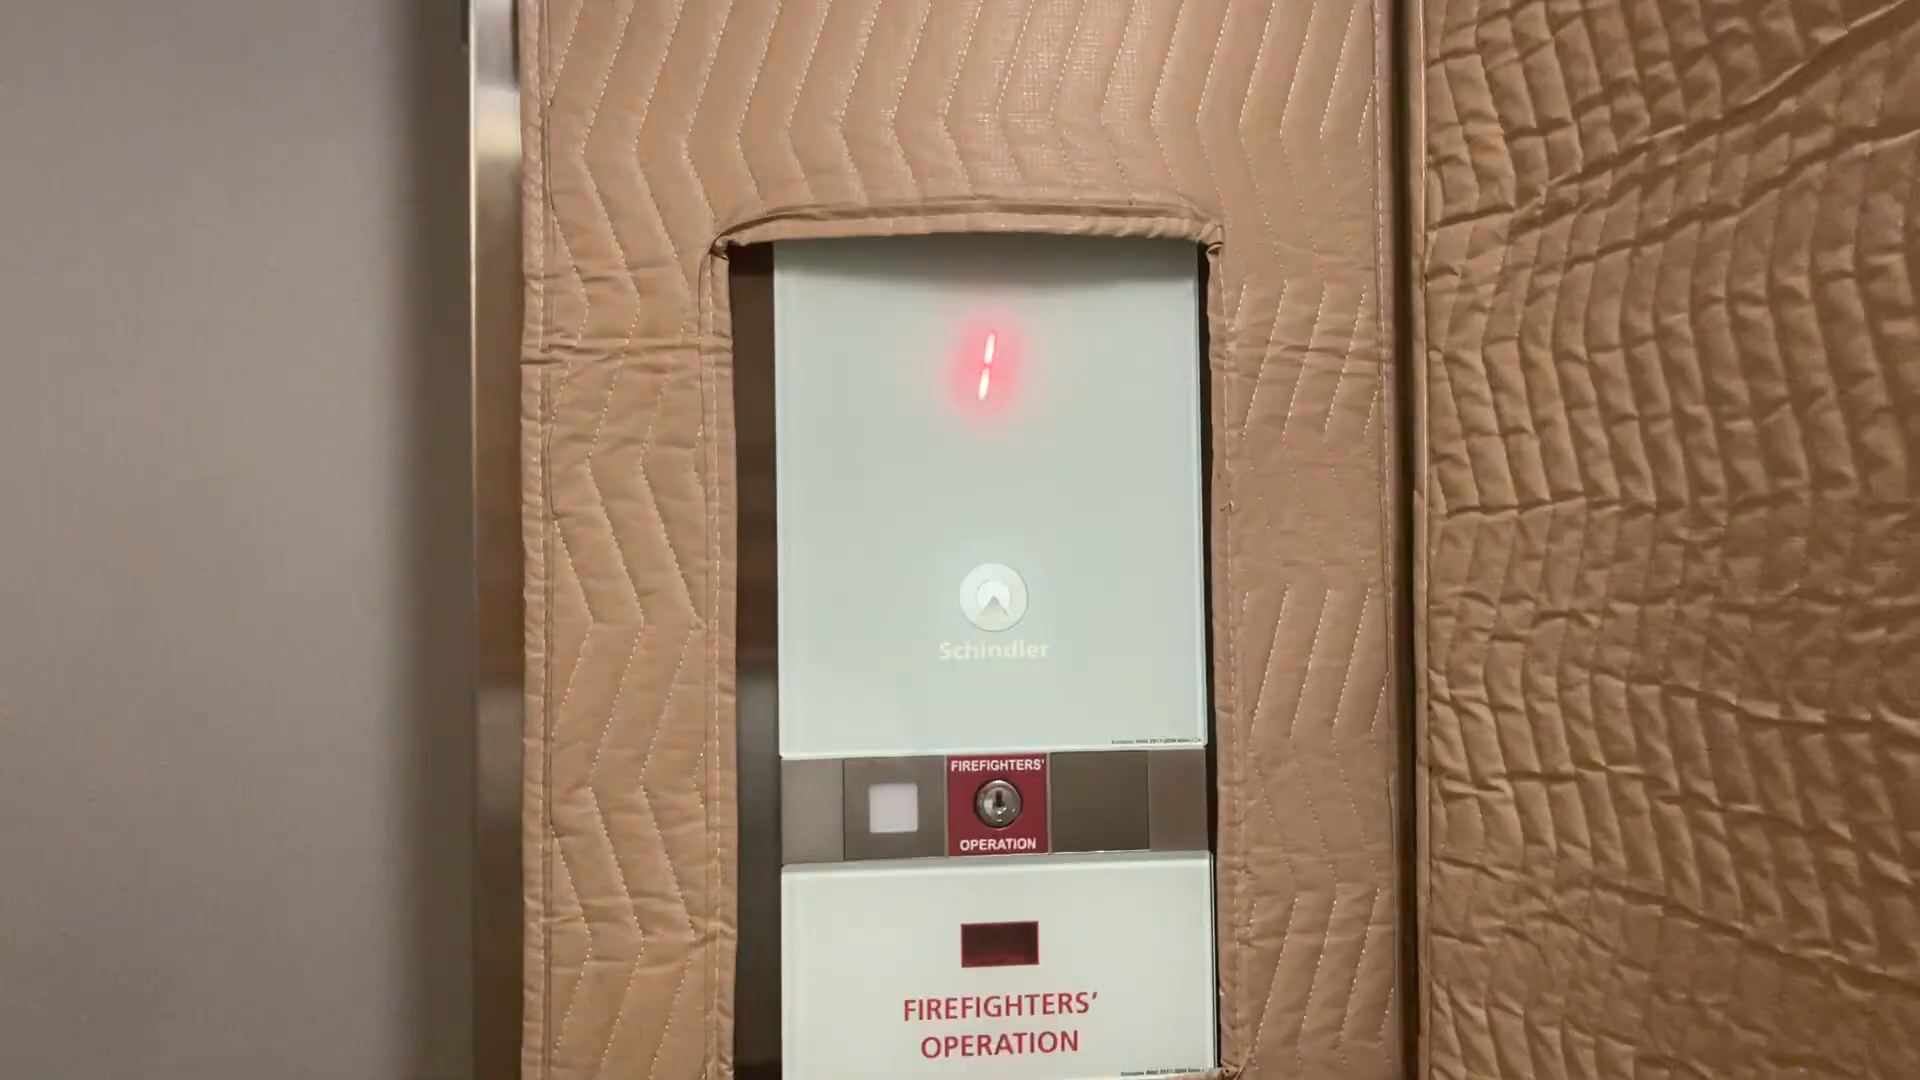 1
Schindler
FIREFIGHTERS'
OPERATION
FIREFIGHTERS'
OPERATION